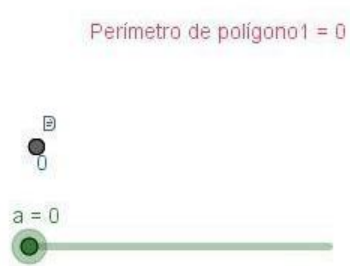 Perímetro de polígono1 = 0
0
a = 0